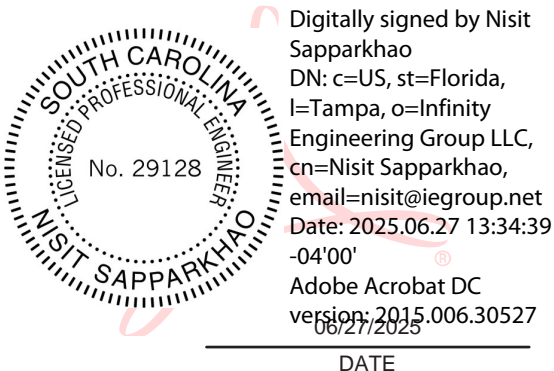 SOUTH CAROLINA
LICENSED PROFESSIONAL ENGINEER
No. 29128
NISIT SAPPARKHAO
Digitally signed by Nisit
Sapparkhao
DN: c=US, st=Florida,
l=Tampa, o=Infinity
Engineering Group LLC,
cn=Nisit Sapparkhao,
email=nisit@iegroup.net
Date: 2025.06.27 13:34:39
-04'00'
®
Adobe Acrobat DC
version: 2015.006.30527
06/27/2025
DATE